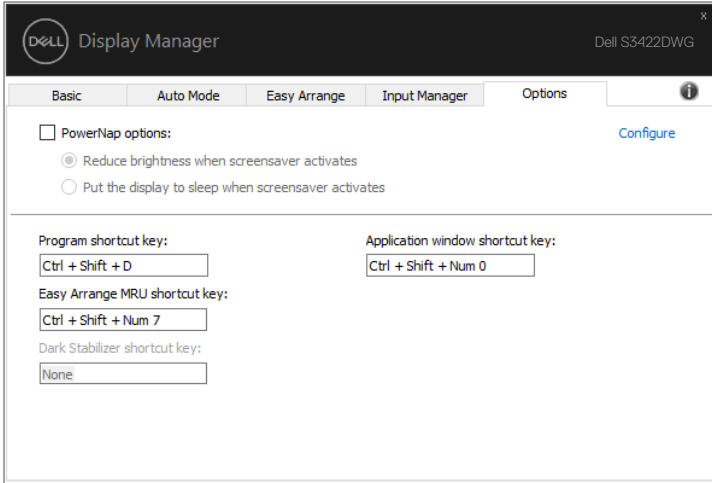 x
DELL Display Manager
Dell S3422DWG
Basic Auto Mode Easy Arrange Input Manager Options
PowerNap options:
Configure
Reduce brightness when screensaver activates
Put the display to sleep when screensaver activates
Program shortcut key:
Application window shortcut key:
Ctrl + Shift + D
Ctrl + Shift + Num 0
Easy Arrange MRU shortcut key:
Ctrl + Shift + Num 7
Dark Stabilizer shortcut key:
None